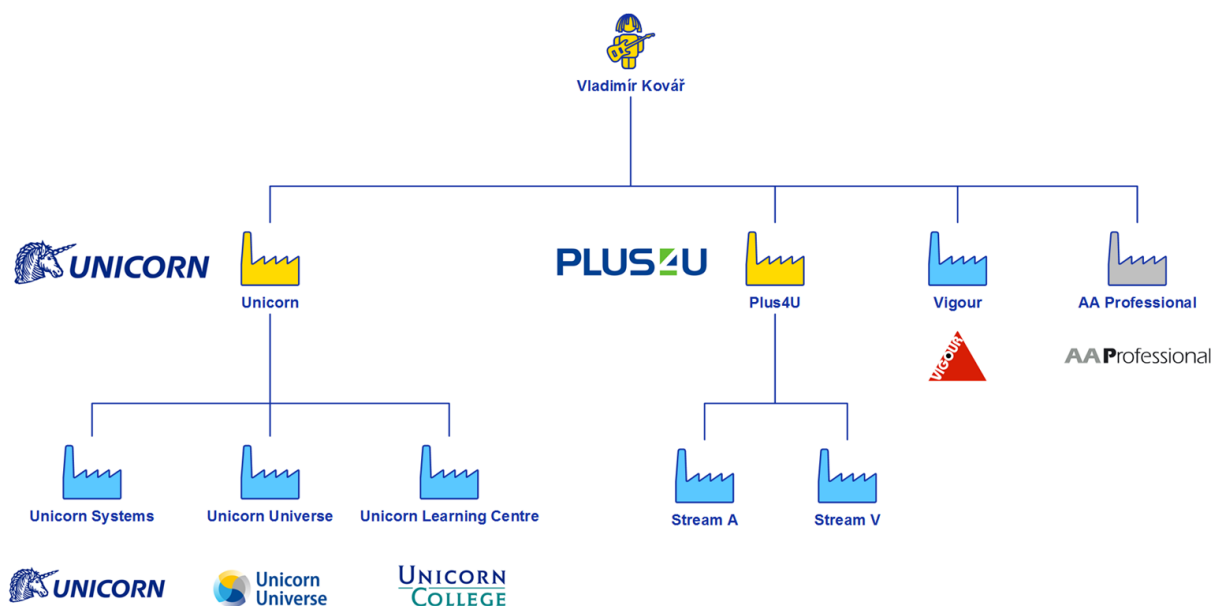 Vladimír Kovář
UNICORN
Unicorn
PLUS4U
Plus4U
Vigour
AA Professional
VIGOUR
AAProfessional
Unicorn Systems
Unicorn Universe
Unicorn Learning Centre
Stream A
Stream V
UNICORN
Unicorn
Universe
UNICORN
COLLEGE